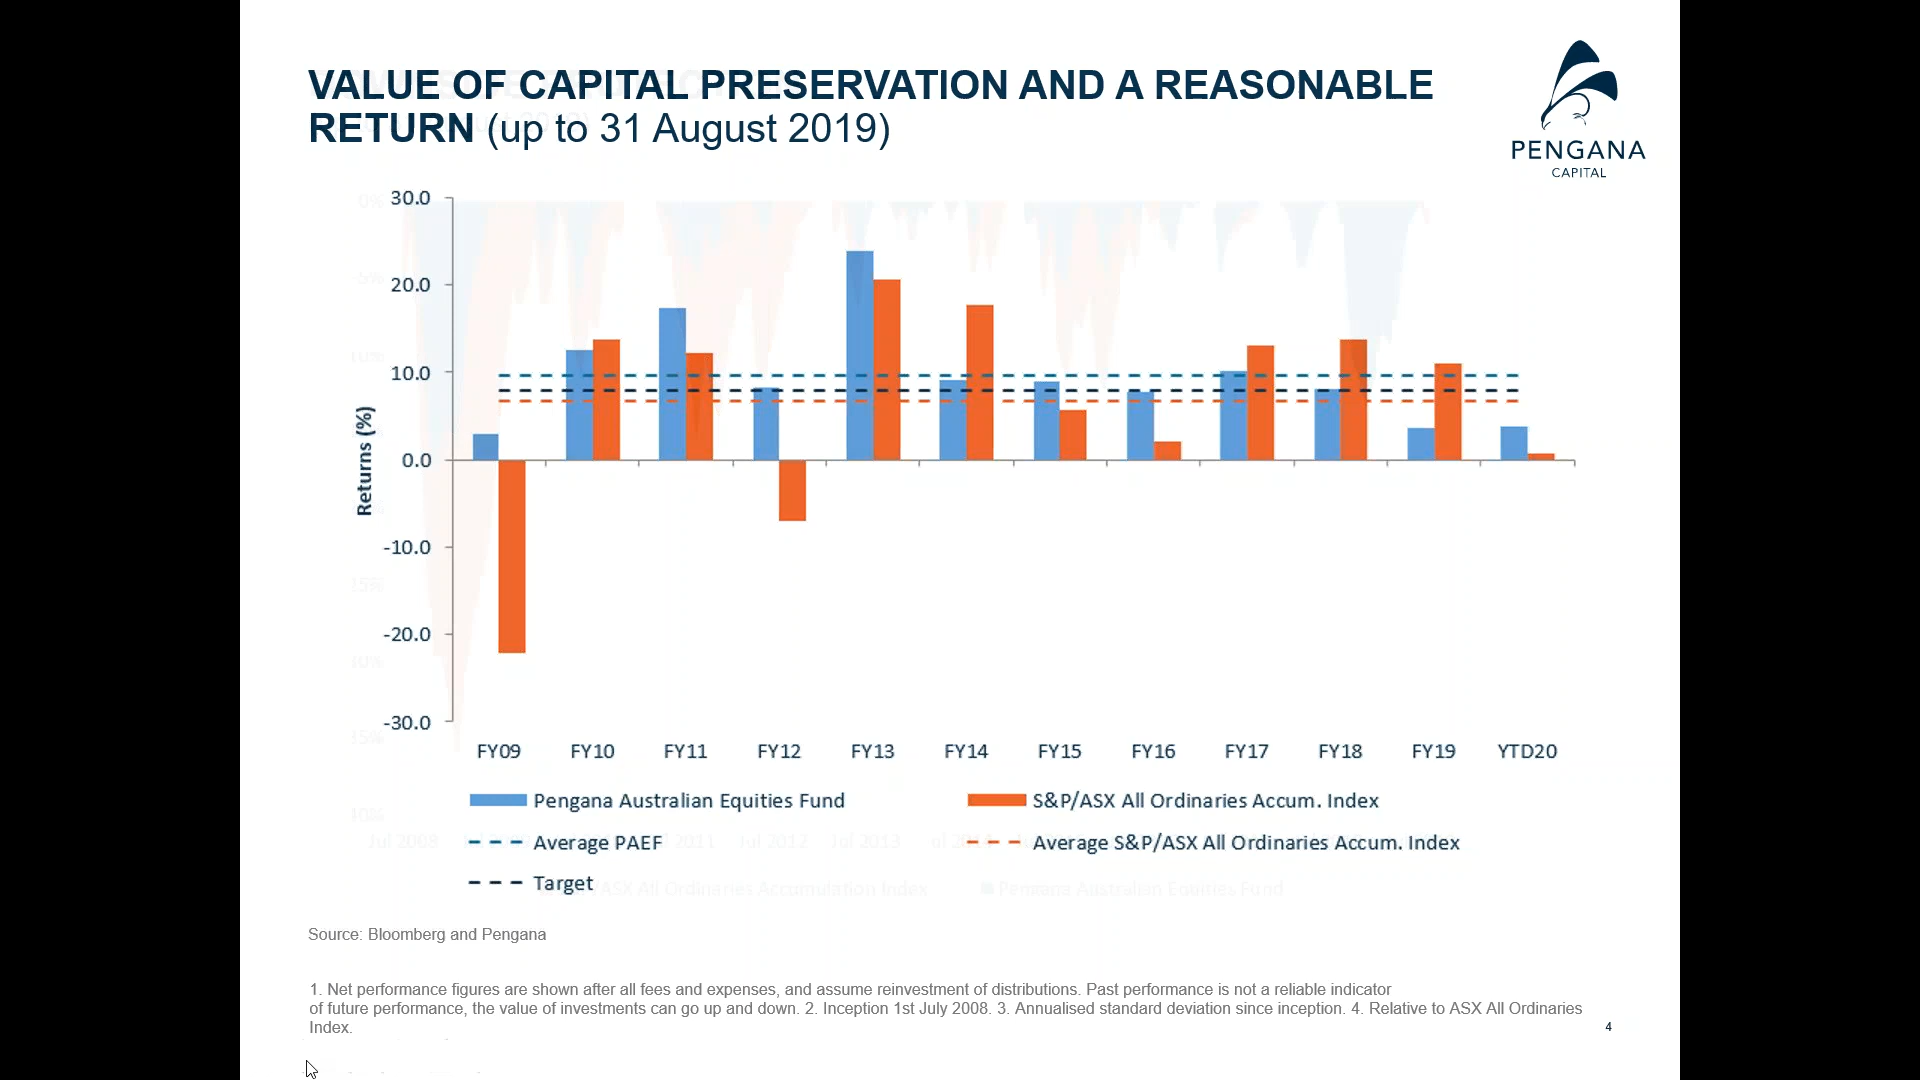 VALUE OF CAPITAL PRESERVATION AND A REASONABLE
RETURN (up to 31 August 2019)
PENGANA
CAPITAL
30.0
20.0
10.0
0.0
-10.0
-20.0
-30.0
Returns (%)
FY09 FY10 FY11 FY12 FY13 FY14 FY15 FY16 FY17 FY18 FY19 YTD20
Pengana Australian Equities Fund
S&P/ASX All Ordinaries Accum. Index
Average PAEF
Average S&P/ASX All Ordinaries Accum. Index
Target
Source: Bloomberg and Pengana
1. Net performance figures are shown after all fees and expenses, and assume reinvestment of distributions. Past performance is not a reliable indicator
of future performance, the value of investments can go up and down. 2. Inception 1st July 2008. 3. Annualised standard deviation since inception. 4. Relative to ASX All Ordinaries
Index.
4